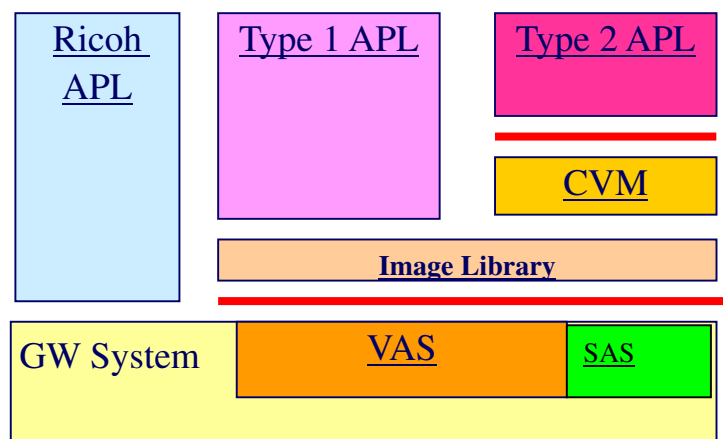 Ricoh
APL
Type 1 APL
Type 2 APL
CVM
Image Library
GW System
VAS
SAS